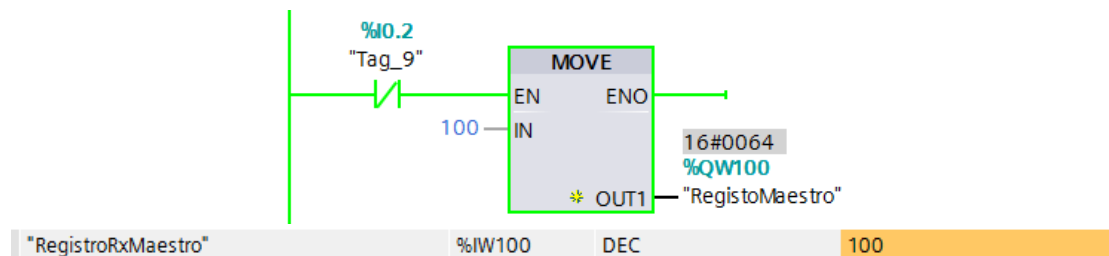 %I0.2
"Tag_9"
MOVE
EN ENO
100 IN
16#0064
%QW100
OUT1 "RegistoMaestro"
"RegistroRxMaestro" %IW100 DEC 100